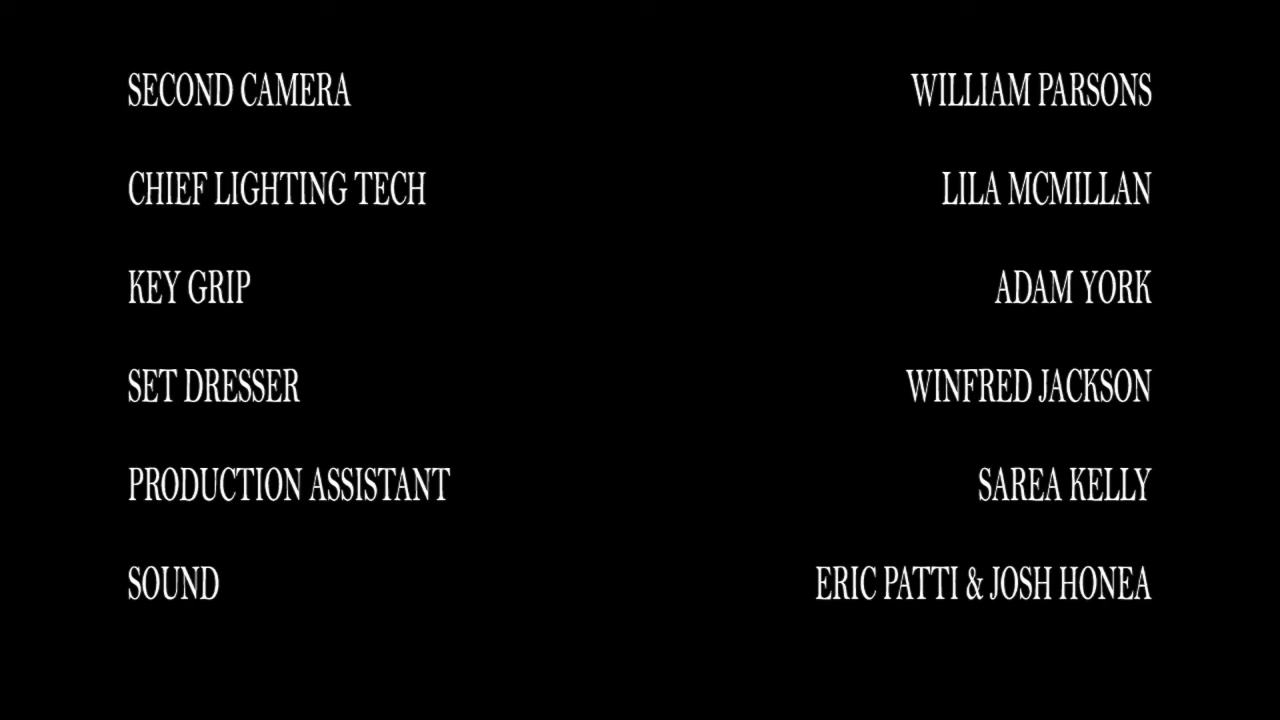 SECOND CAMERA WILLIAM PARSONS
CHIEF LIGHTING TECH LILA MCMILLAN
KEY GRIP ADAM YORK
SET DRESSER WINFRED JACKSON
PRODUCTION ASSISTANT SAREA KELLY
SOUND ERIC PATTI & JOSH HONEA